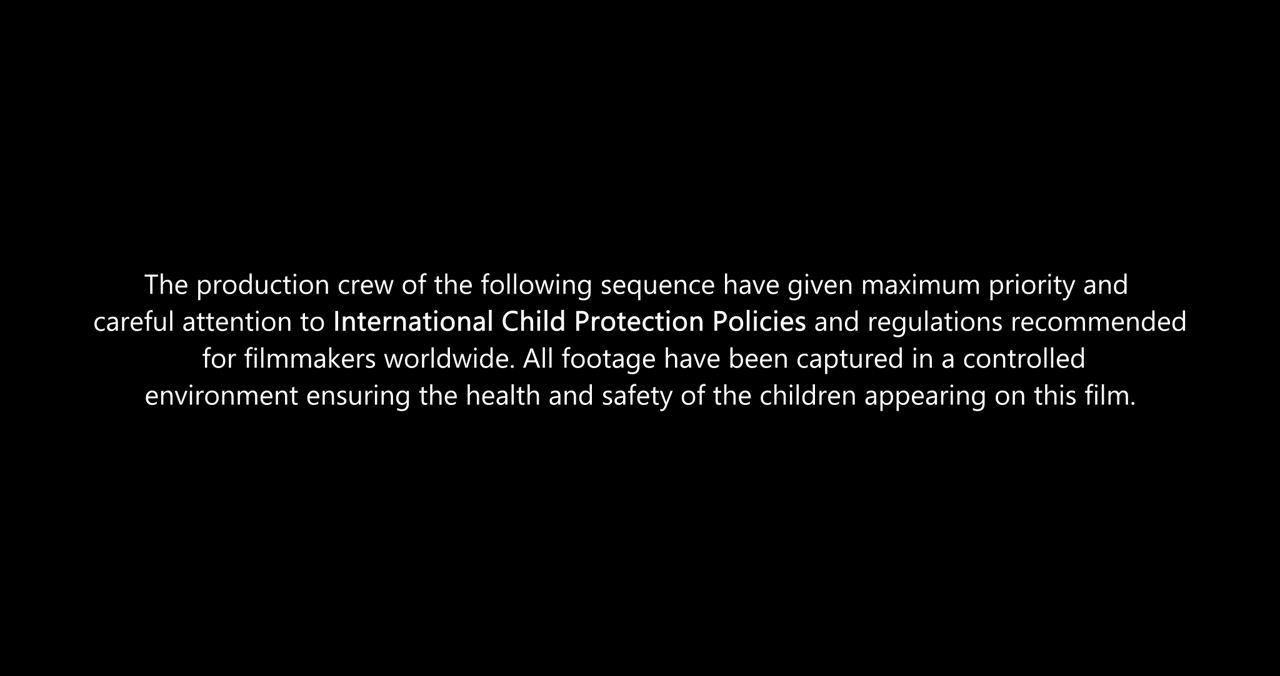 The production crew of the following sequence have given maximum priority and
careful attention to International Child Protection Policies and regulations recommended
for filmmakers worldwide. All footage have been captured in a controlled
environment ensuring the health and safety of the children appearing on this film.